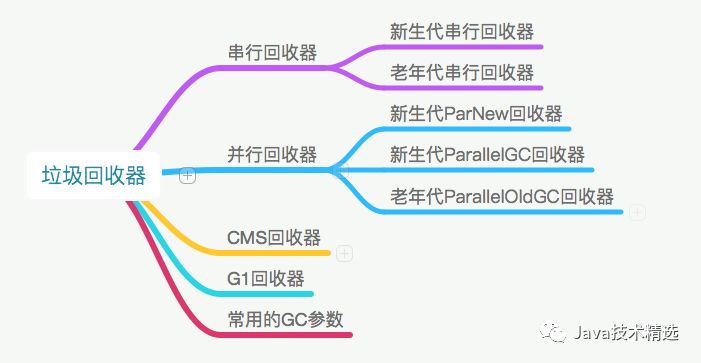 垃圾回收器
串行回收器
新生代串行回收器
老年代串行回收器
并行回收器
新生代ParNew回收器
新生代ParallelGC回收器
老年代ParallelOldGC回收器
CMS回收器
G1回收器
常用的GC参数
Java技术精选